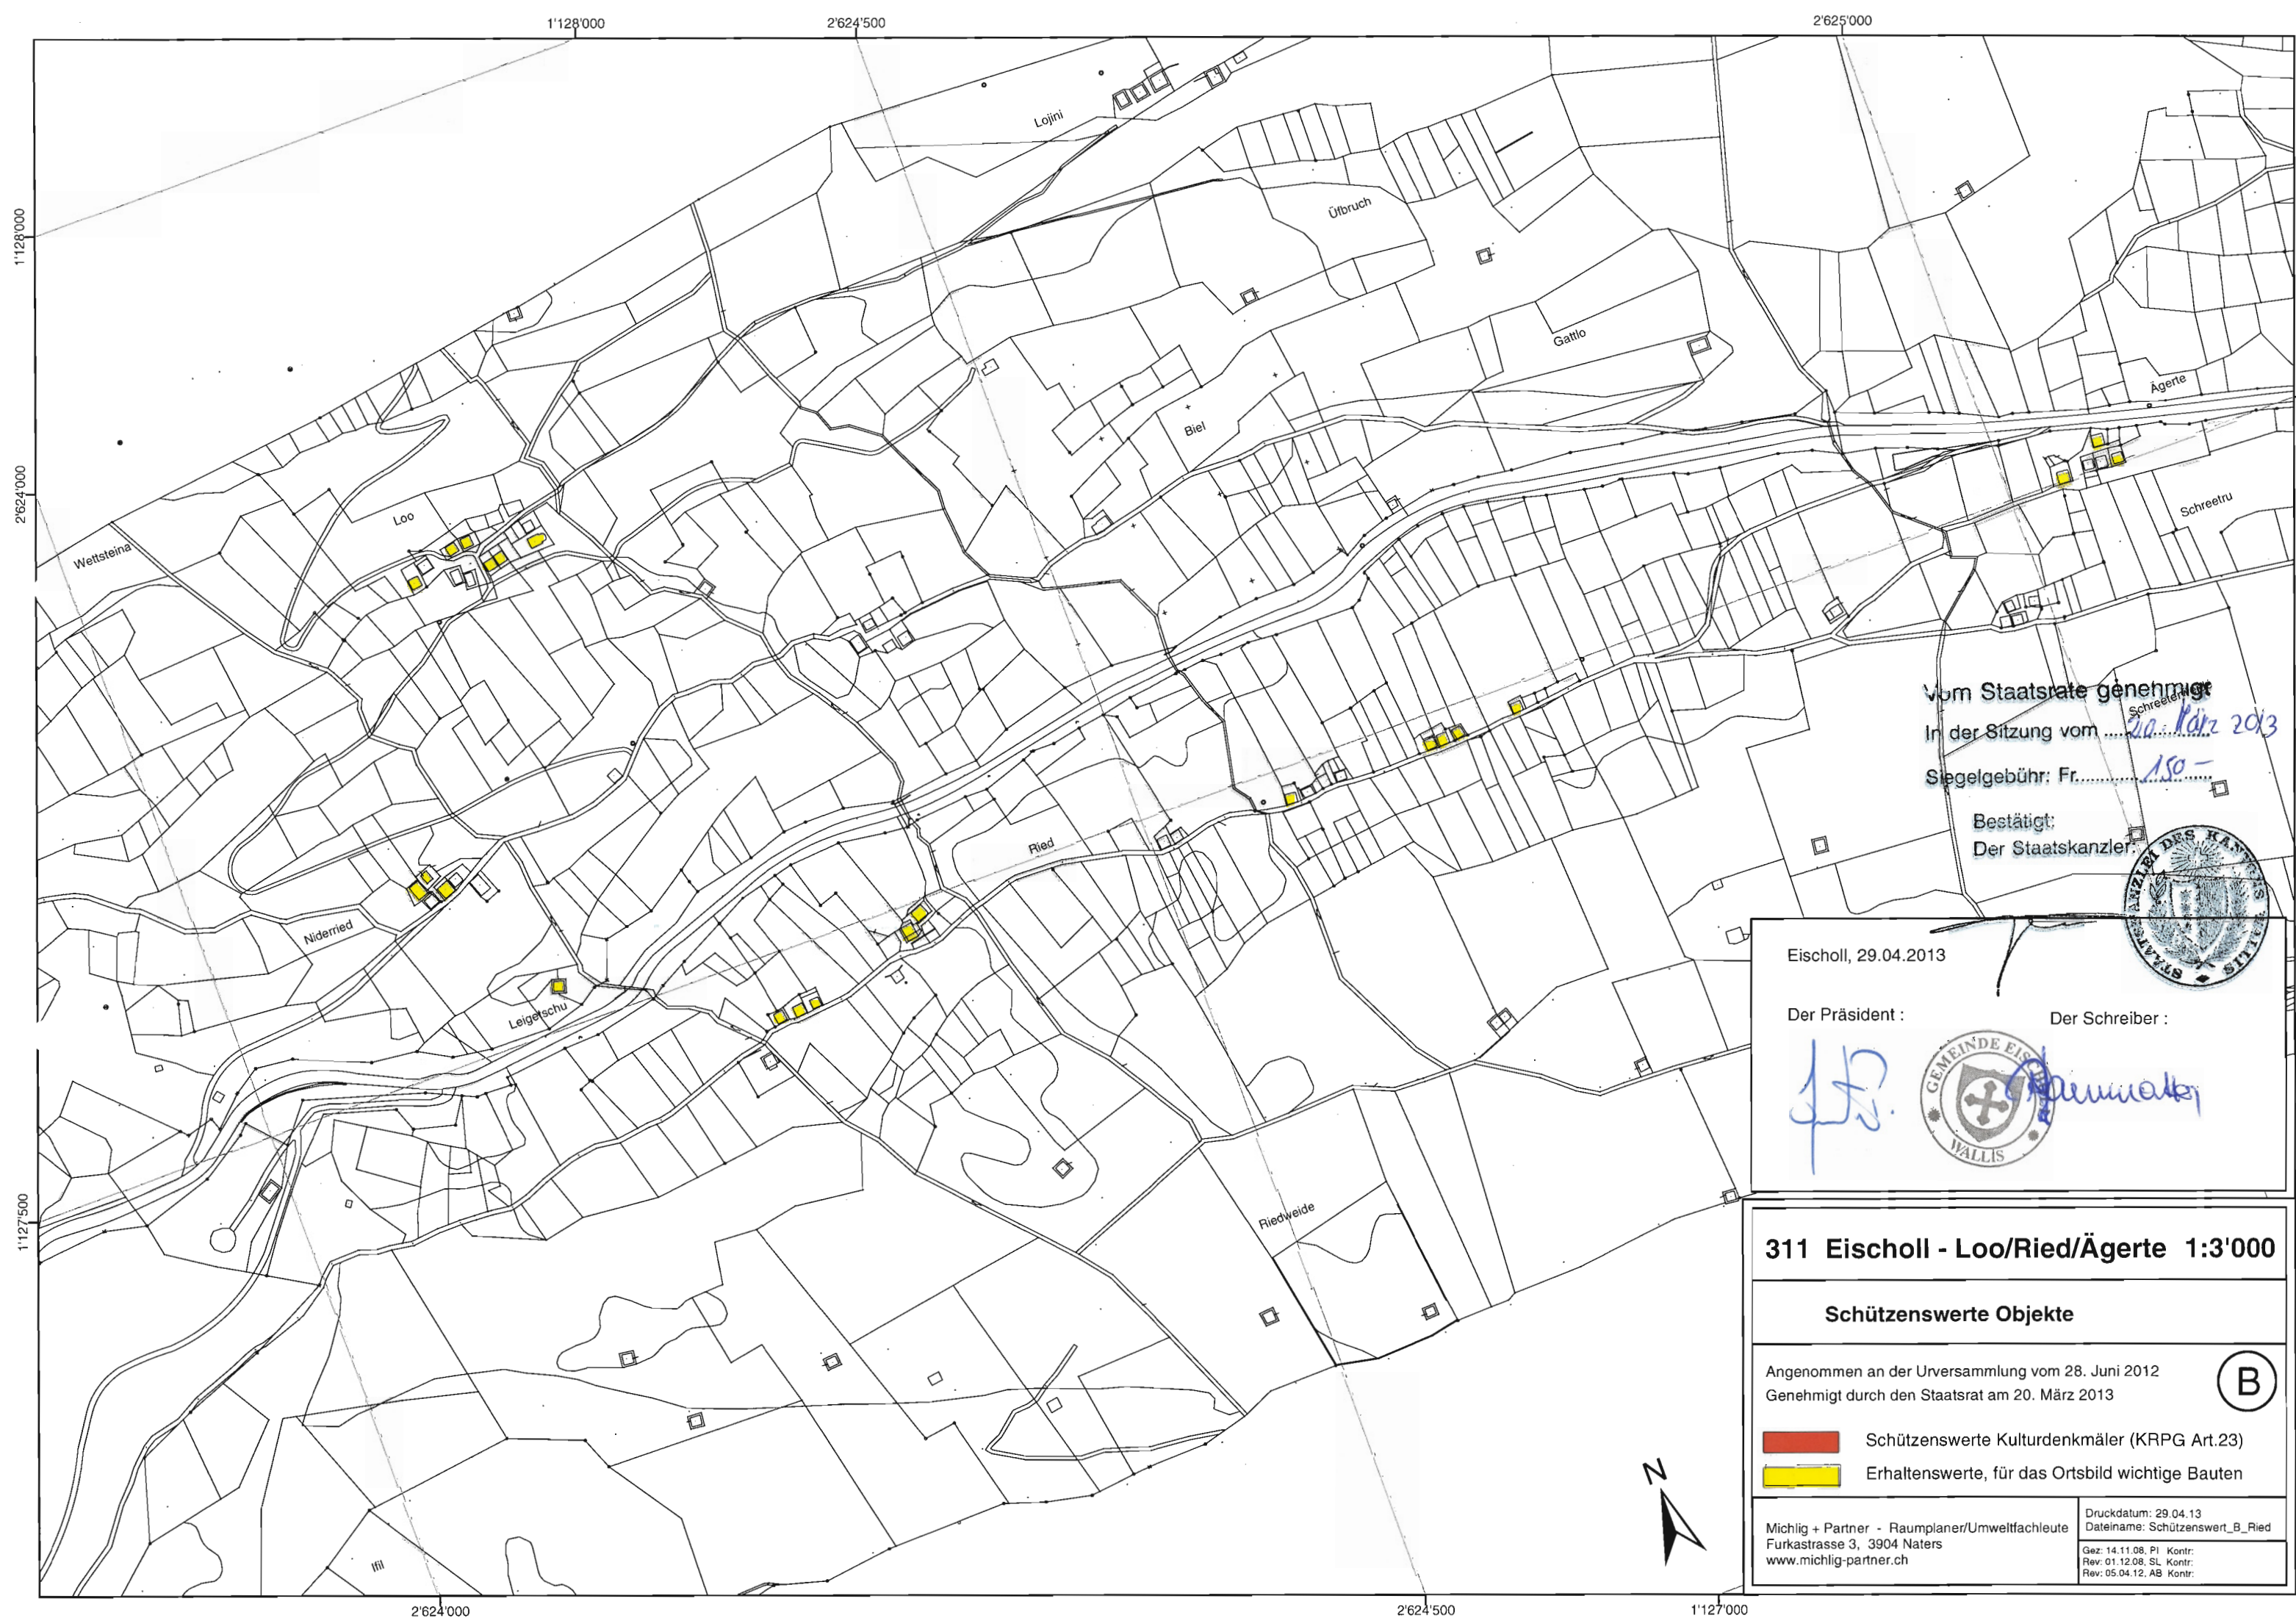 1'128'000
2'624'500
2'625'000
1'128'000
2'624'000
1'127'500
2'624'000
2'624'500
1'127'000
Lojini
Üfbruch
Gattlo
Biel
Ägerte
Schreetru
Loo
Wettsteina
Niderried
Leigetschu
Ried
Riedweide
Ifil
Vom Staatsrate genehmigt
In der Sitzung vom 20. März 2013
Siegelgebühr: Fr. 150 –
Bestätigt:
Der Staatskanzler:
STAATSKANZLEI DES KANTONS WALLIS
Eischoll, 29.04.2013
Der Präsident :
Der Schreiber :
GEMEINDE
WALLIS
311 Eischoll - Loo/Ried/Ägerte 1:3'000
Schützenswerte Objekte
Angenommen an der Urversammlung vom 28. Juni 2012
Genehmigt durch den Staatsrat am 20. März 2013
B
Schützenswerte Kulturdenkmäler (KRPG Art.23)
Erhaltenswerte, für das Ortsbild wichtige Bauten
N
Michlig + Partner - Raumplaner/Umweltfachleute
Furkastrasse 3, 3904 Naters
www.michlig-partner.ch
Druckdatum: 29.04.13
Dateiname: Schützenswert_B_Ried
Gez: 14.11.08, PI Kontr:
Rev: 01.12.08, SL Kontr:
Rev: 05.04.12, AB Kontr: